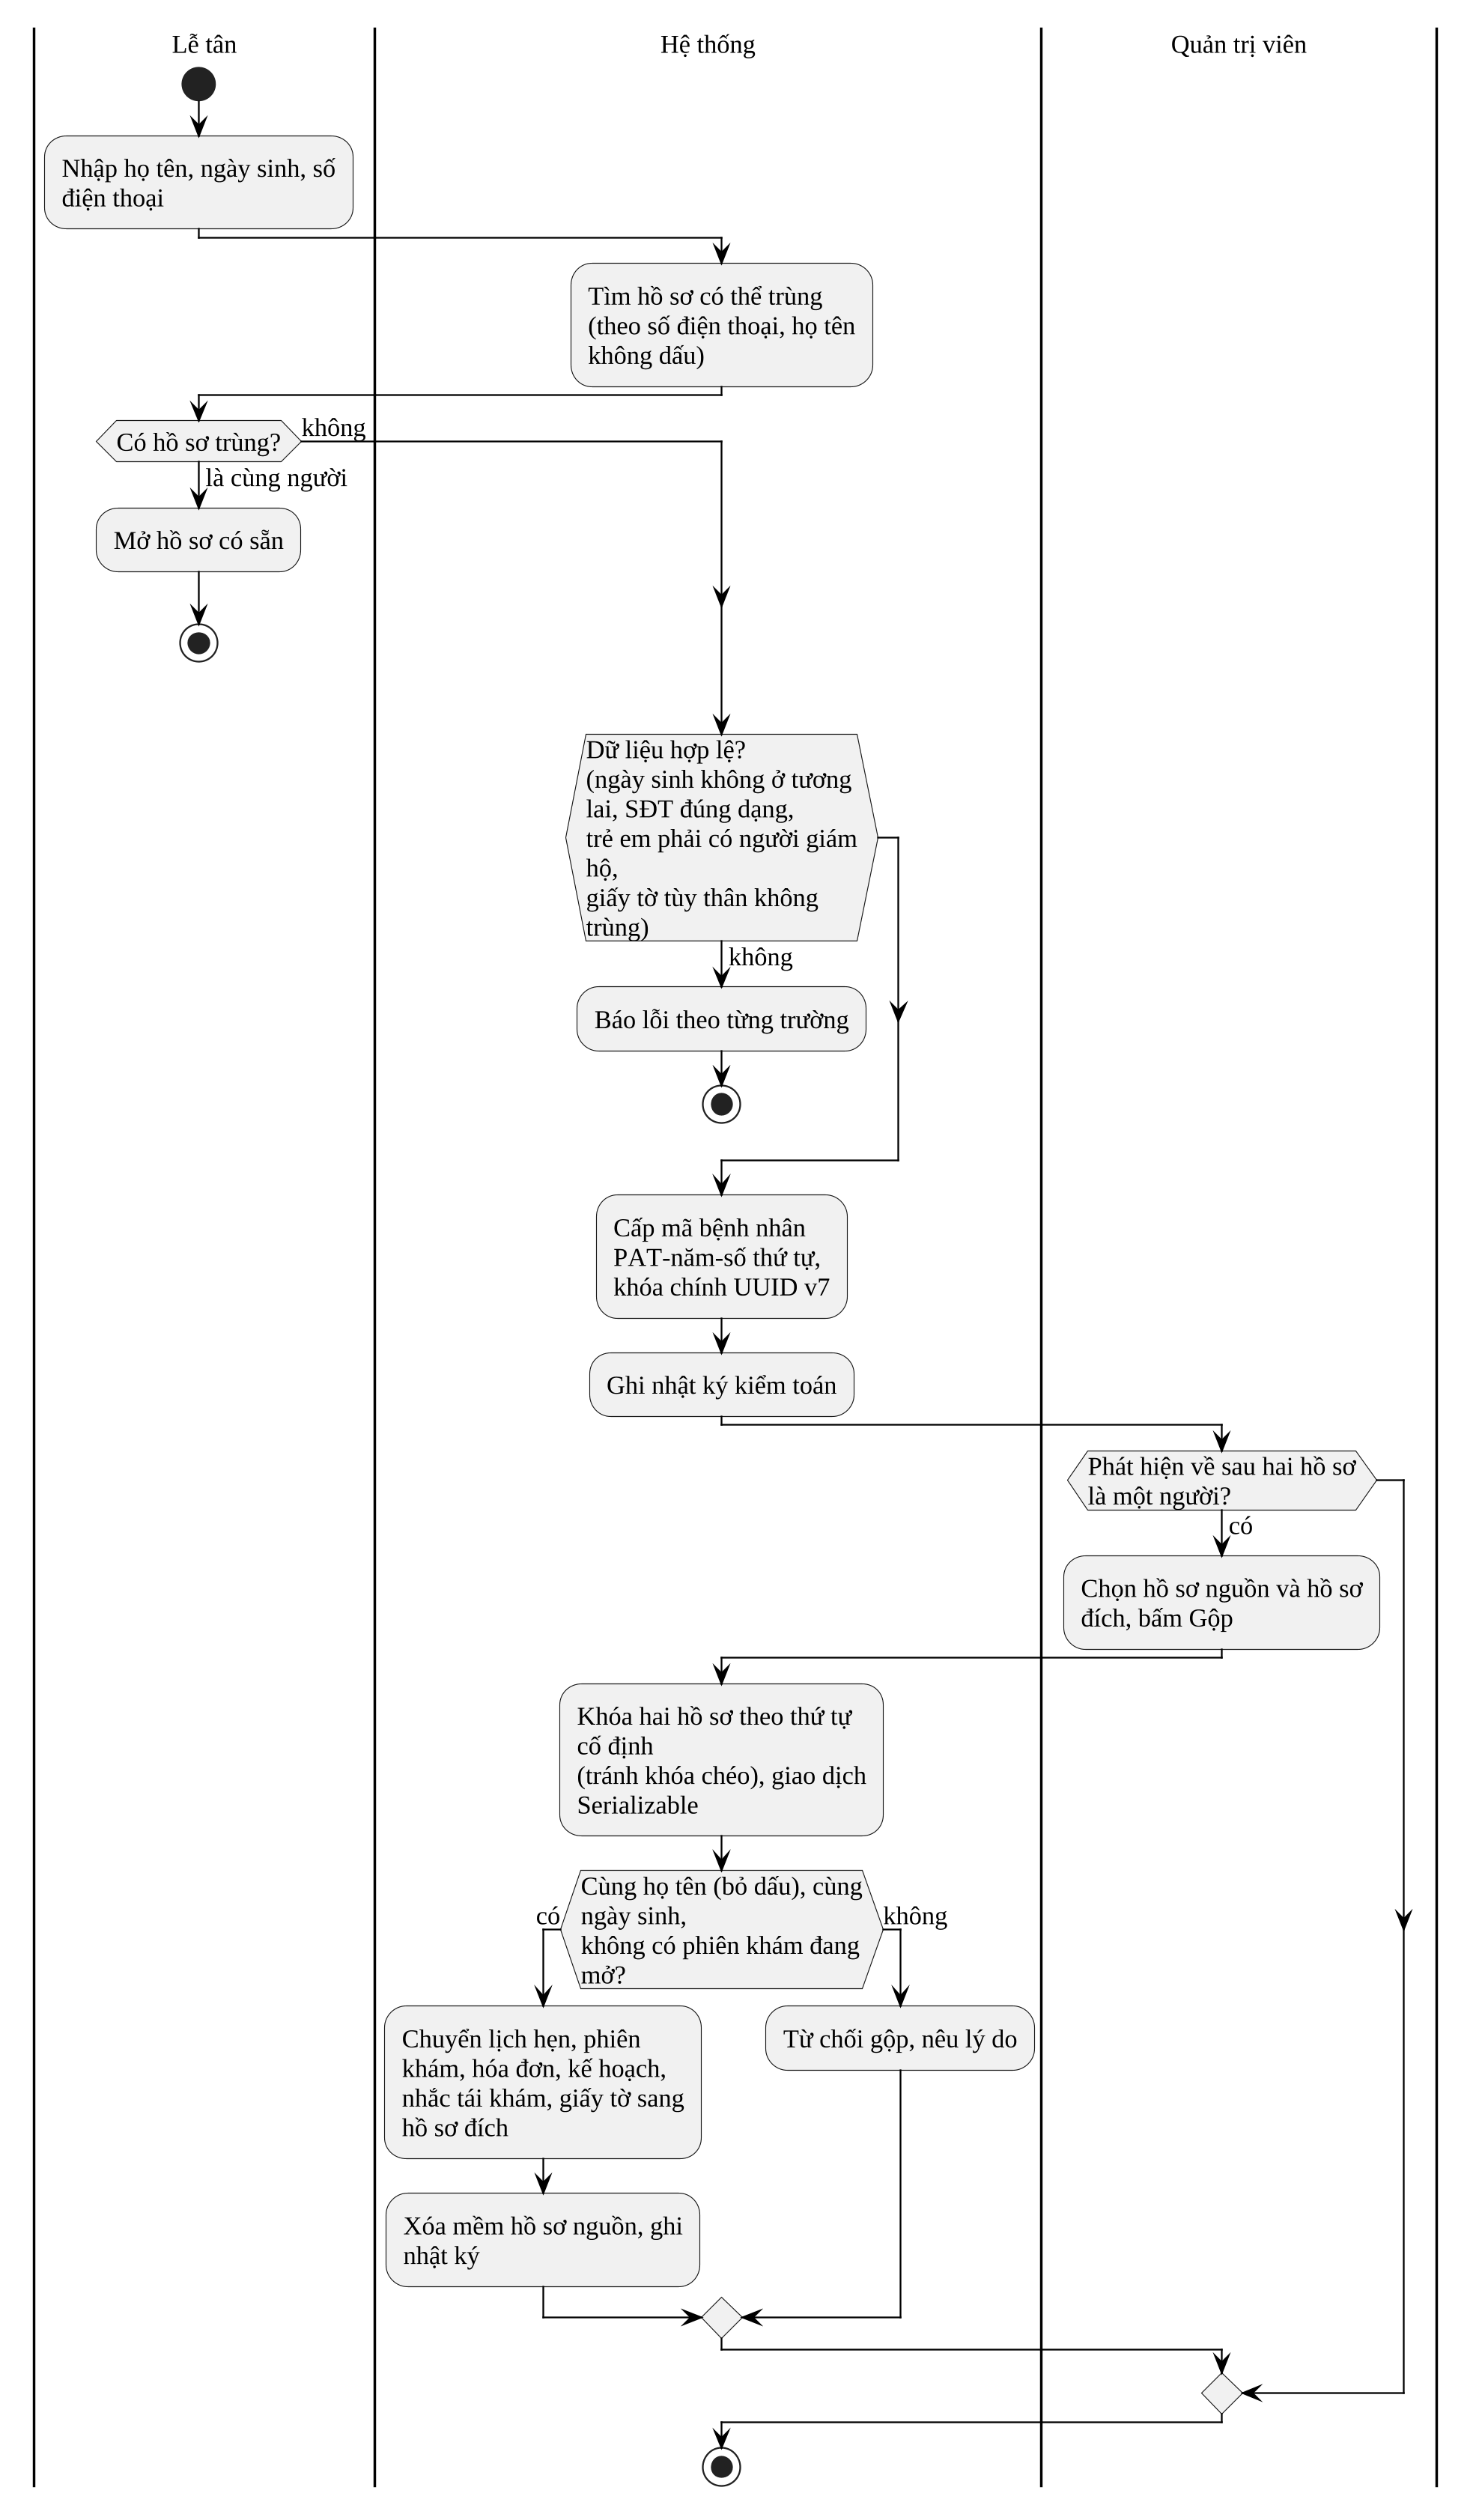 Lễ tân
Hệ thống
Quản trị viên
Nhập họ tên, ngày sinh, số
điện thoại
Tìm hồ sơ có thể trùng
(theo số điện thoại, họ tên
không dấu)
Có hồ sơ trùng?
không
là cùng người
Mở hồ sơ có sẵn
Dữ liệu hợp lệ?
(ngày sinh không ở tương
lai, SĐT đúng dạng,
trẻ em phải có người giám
hộ,
giấy tờ tùy thân không
trùng)
không
Báo lỗi theo từng trường
Cấp mã bệnh nhân
PAT-năm-số thứ tự,
khóa chính UUID v7
Ghi nhật ký kiểm toán
Phát hiện về sau hai hồ sơ
là một người?
có
Chọn hồ sơ nguồn và hồ sơ
đích, bấm Gộp
Khóa hai hồ sơ theo thứ tự
cố định
(tránh khóa chéo), giao dịch
Serializable
Cùng họ tên (bỏ dấu), cùng
ngày sinh,
không có phiên khám đang
mở?
có
không
Chuyển lịch hẹn, phiên
khám, hóa đơn, kế hoạch,
nhắc tái khám, giấy tờ sang
hồ sơ đích
Từ chối gộp, nêu lý do
Xóa mềm hồ sơ nguồn, ghi
nhật ký